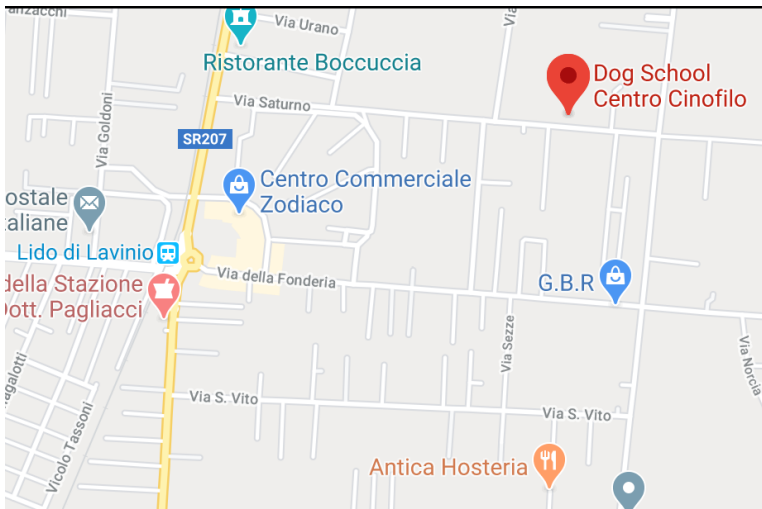 Via Urano
Ristorante Boccuccia
Dog School
Centro Cinofilo
Via Saturno
Via Goldoni
SR207
Centro Commerciale
Zodiaco
ostale
taliane
Lido di Lavinio
Via della Fonderia
della Stazione
Dott. Pagliacci
G.B.R
Via Sezze
Via Norcia
Via S. Vito
Via S. Vito
Vicolo Tassoni
Antica Hosteria